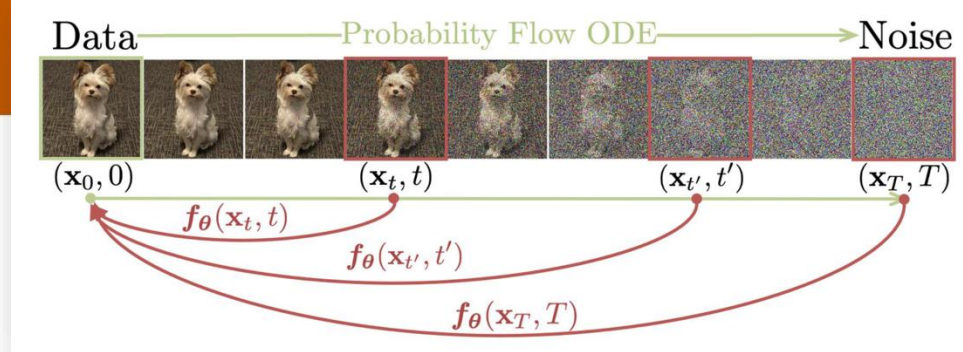 Data Probability Flow ODE Noise
(x₀, 0) (xₜ, t) (xₜ′, t′) (x_T, T)
f_θ(xₜ, t)
f_θ(xₜ′, t′)
f_θ(x_T, T)